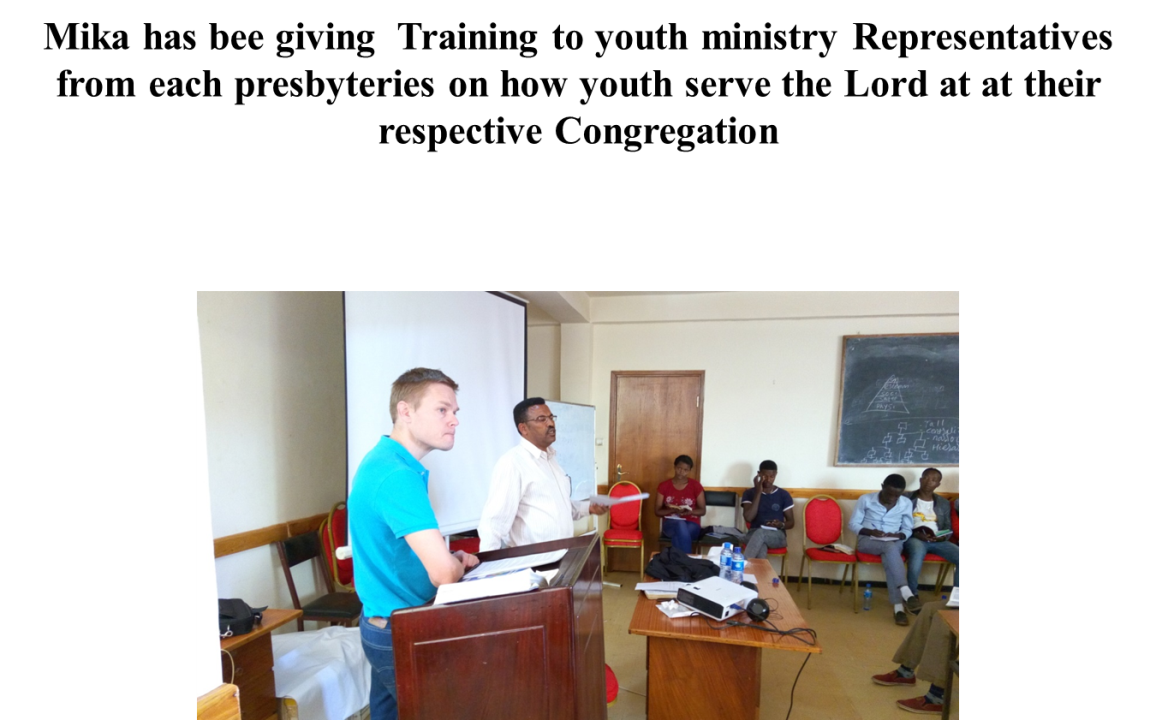 Mika has bee giving  Training to youth ministry Representatives
from each presbyteries on how youth serve the Lord at at their
respective Congregation